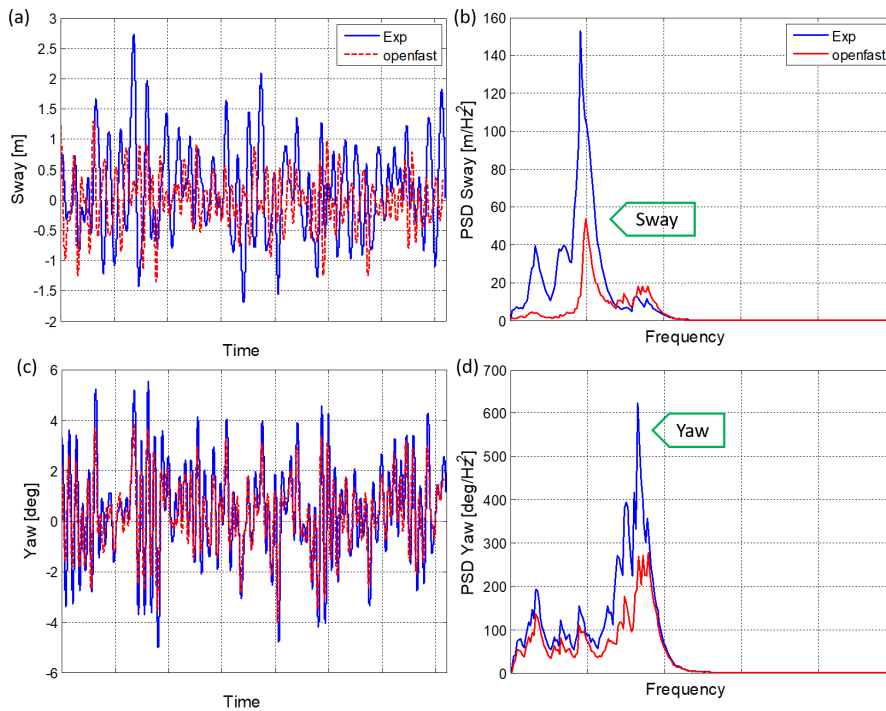 (a)
3
2.5
2
1.5
1
0.5
0
-0.5
-1
-1.5
-2
Sway [m]
Time
Exp
openfast
(b)
160
140
120
100
80
60
40
20
0
PSD Sway [m/Hz²]
Frequency
Exp
openfast
Sway
(c)
6
4
2
0
-2
-4
-6
Yaw [deg]
Time
(d)
700
600
500
400
300
200
100
0
PSD Yaw [deg/Hz²]
Frequency
Yaw